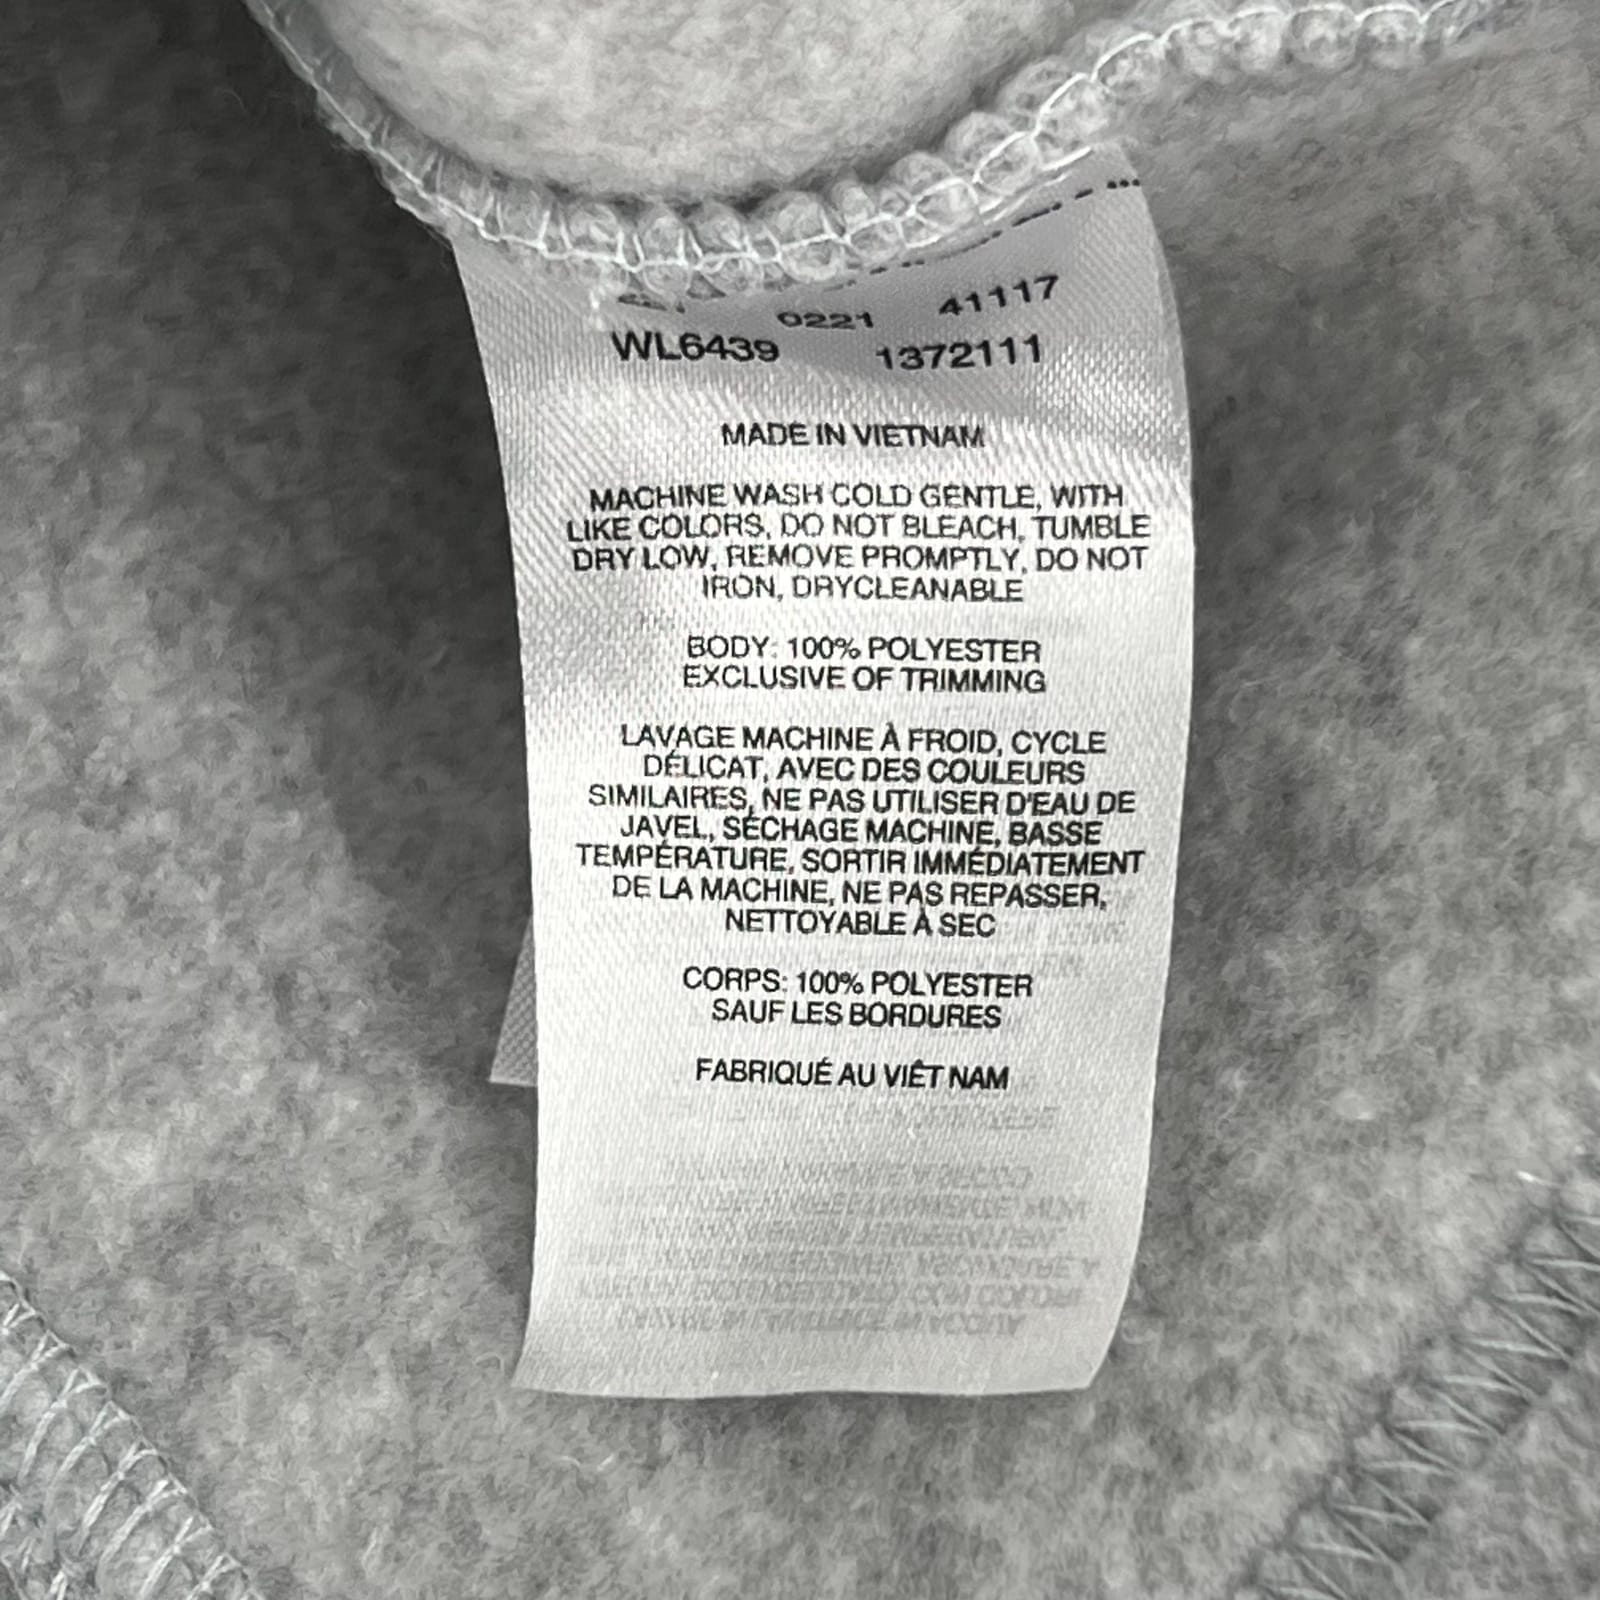 0221 41117
WL6439 1372111
MADE IN VIETNAM
MACHINE WASH COLD GENTLE, WITH
LIKE COLORS, DO NOT BLEACH, TUMBLE
DRY LOW, REMOVE PROMPTLY, DO NOT
IRON, DRYCLEANABLE
BODY: 100% POLYESTER
EXCLUSIVE OF TRIMMING
LAVAGE MACHINE À FROID, CYCLE
DÉLICAT, AVEC DES COULEURS
SIMILAIRES, NE PAS UTILISER D'EAU DE
JAVEL, SÉCHAGE MACHINE, BASSE
TEMPÉRATURE, SORTIR IMMÉDIATEMENT
DE LA MACHINE, NE PAS REPASSER,
NETTOYABLE À SEC
CORPS: 100% POLYESTER
SAUF LES BORDURES
FABRIQUÉ AU VIÊT NAM